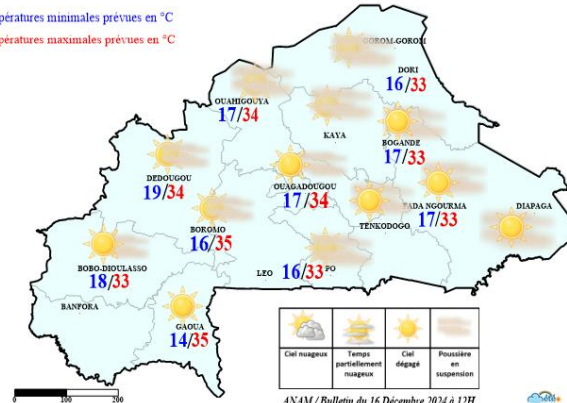 pératures minimales prévues en °C
pératures maximales prévues en °C
GOROM-GOROM
DORI
16/33
OUAHIGOUYA
17/34
KAYA
BOGANDE
17/33
DEDOUGOU
19/34
OUAGADOUGOU
17/34
FADA NGOURMA
17/33
DIAPAGA
TENKODOGO
BOROMO
16/35
BOBO-DIOULASSO
18/33
LEO
16/33 PO
BANFORA
GAOUA
14/35
Ciel nuageux
Temps partiellement nuageux
Ciel dégagé
Poussière en suspension
0 100 200
ANAM / Bulletin du 16 Décembre 2024 à 12H